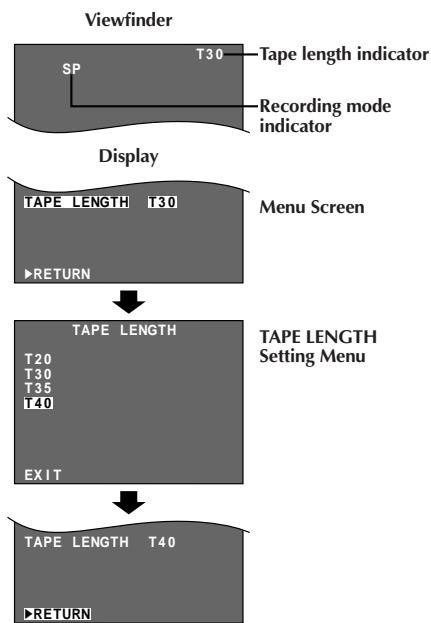 Viewfinder
T30 Tape length indicator
SP
Recording mode
indicator
Display
TAPE LENGTH T30
Menu Screen
▶RETURN
TAPE LENGTH
TAPE LENGTH
Setting Menu
T20
T30
T35
T40
EXIT
TAPE LENGTH T40
▶RETURN